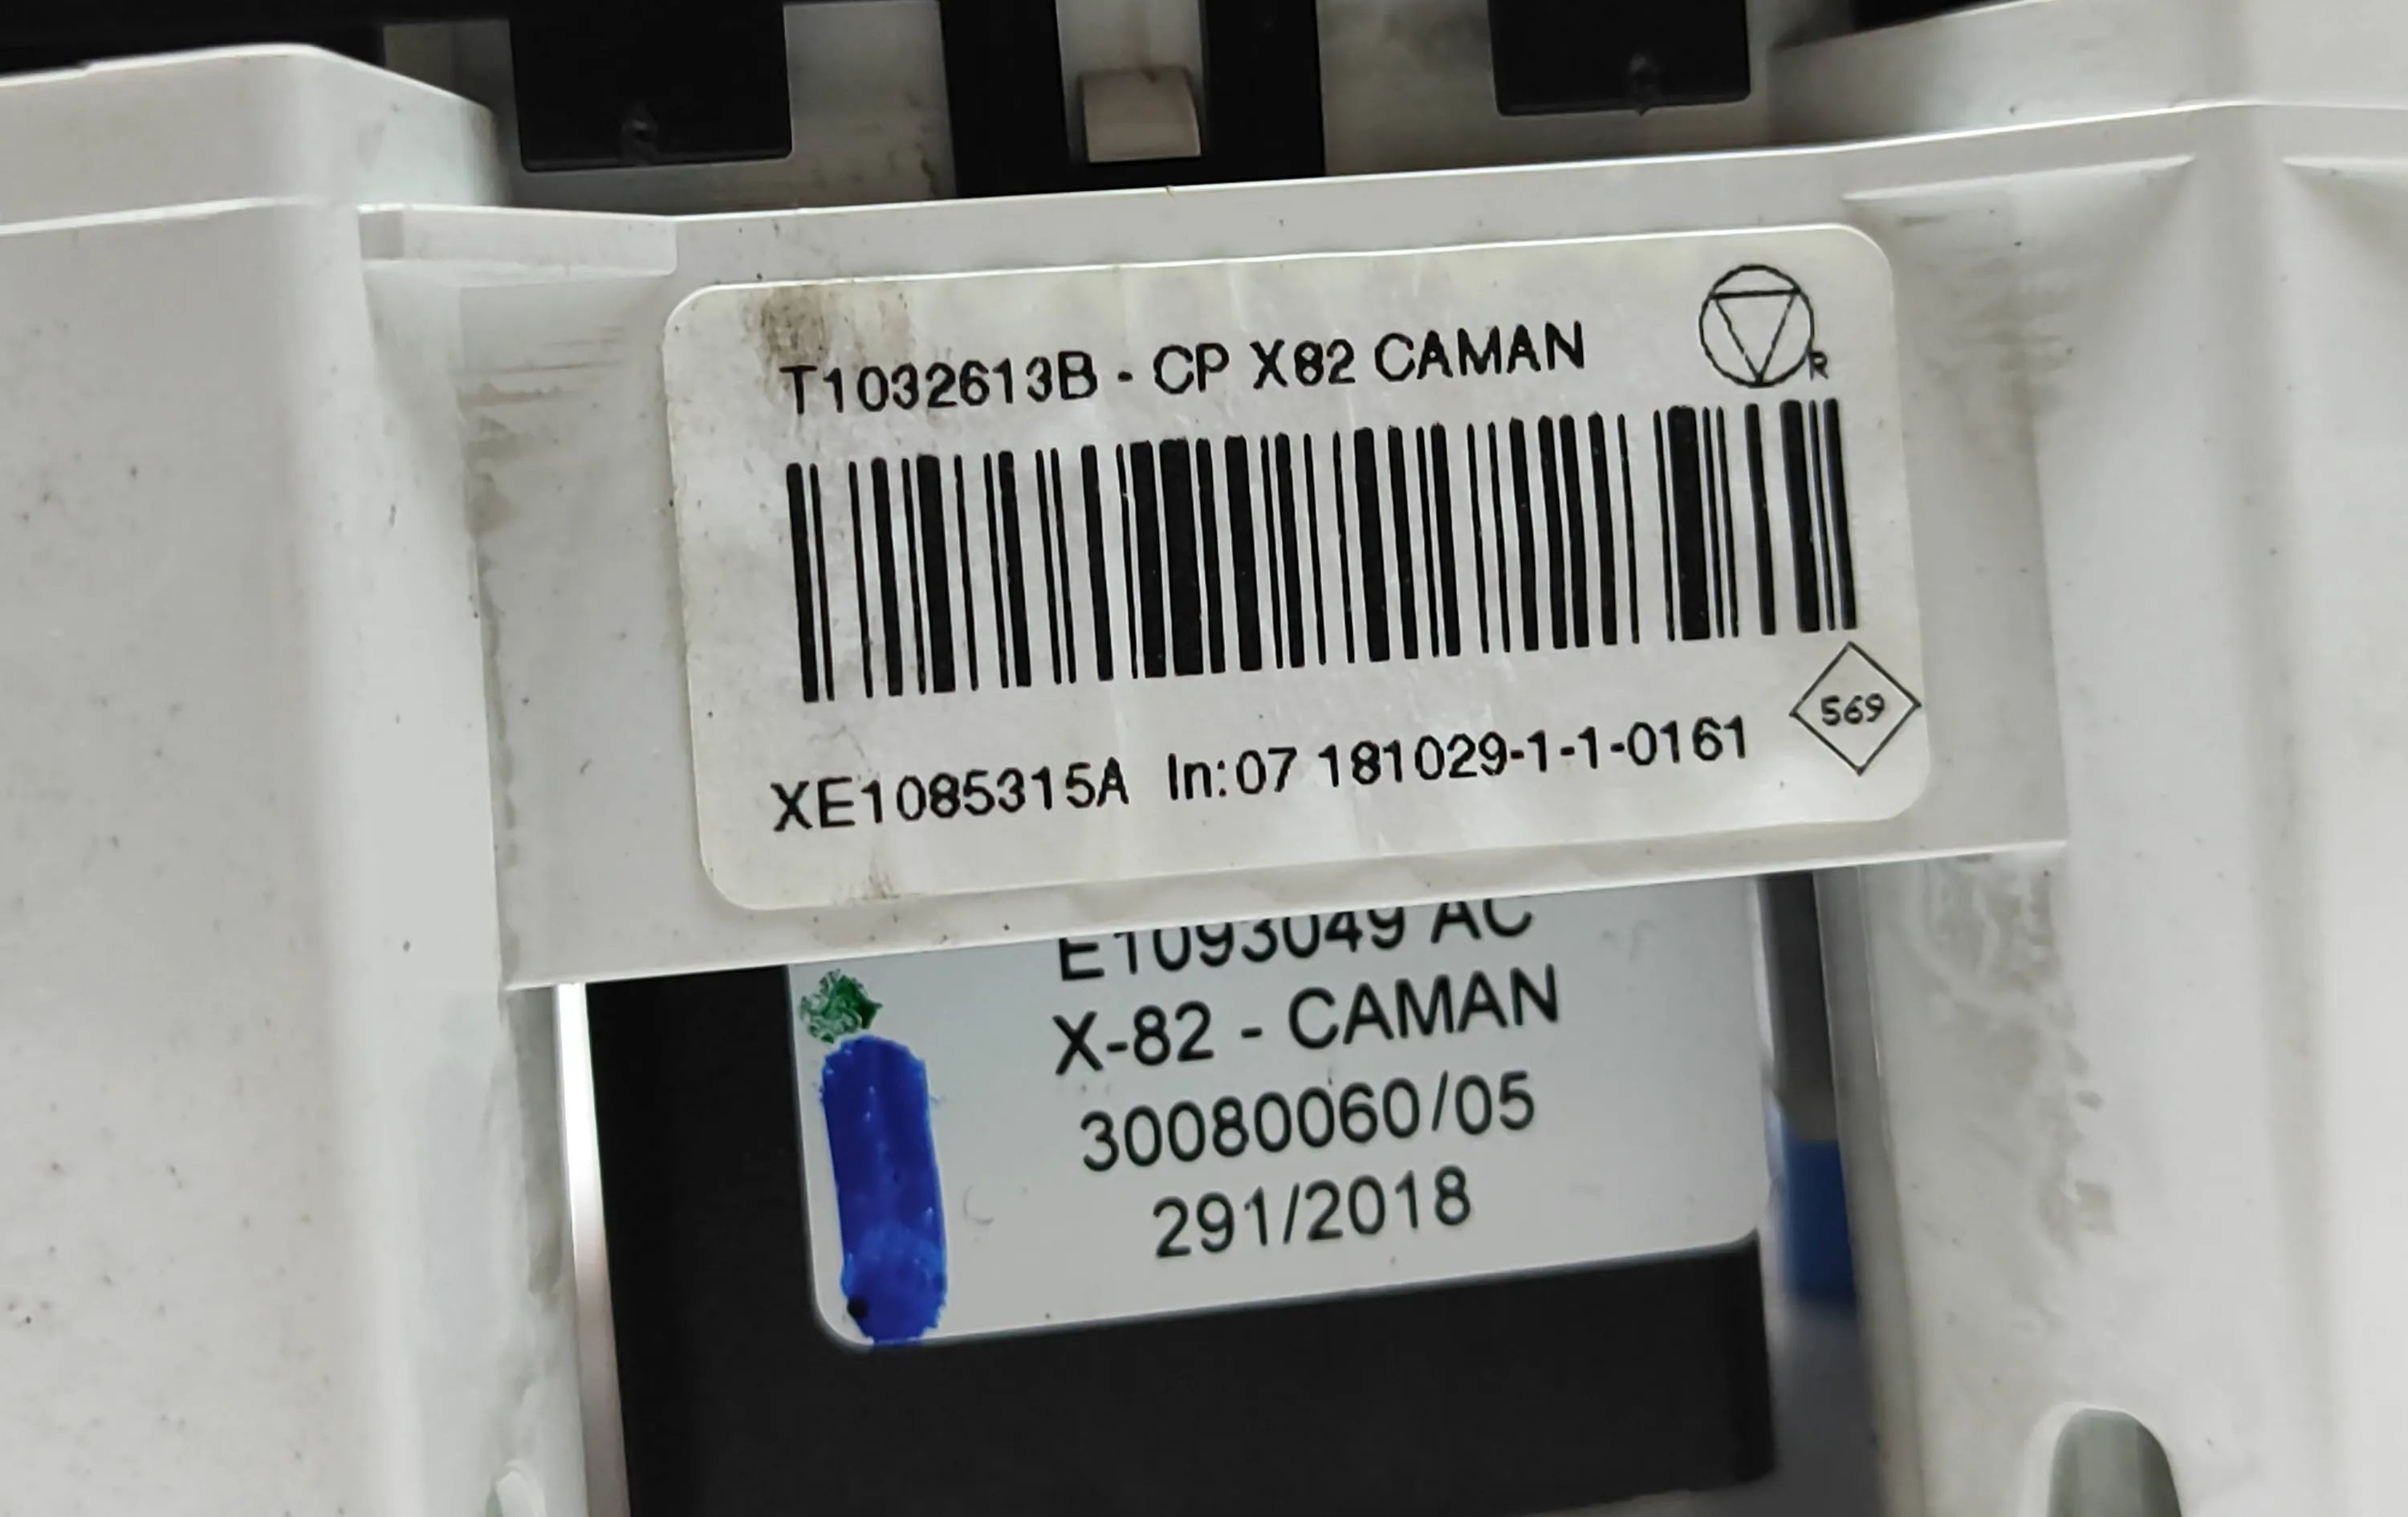 T1032613B - CP X82 CAMAN
R
XE1085315A In:07 181029-1-1-0161
569
E1093049 AC
X-82 - CAMAN
30080060/05
291/2018